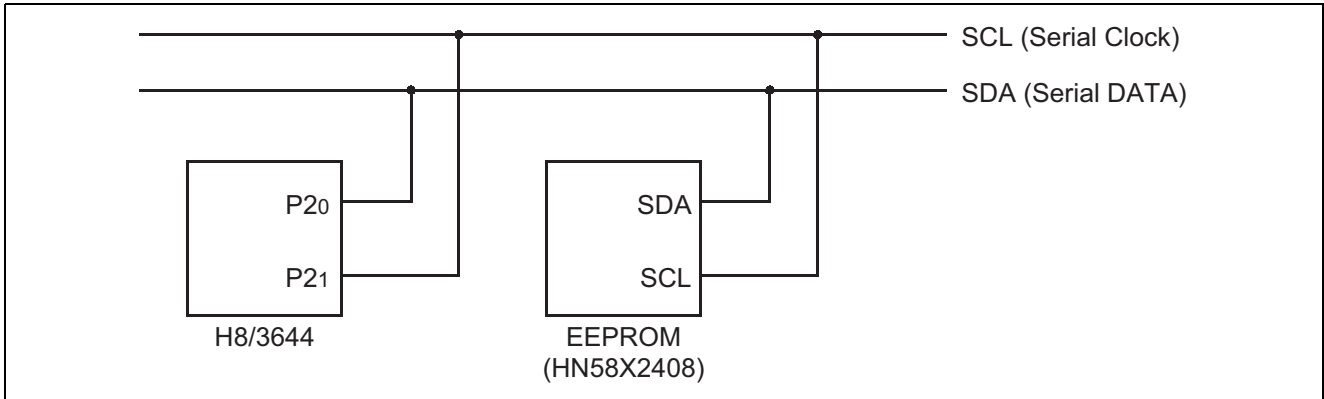 SCL (Serial Clock)
SDA (Serial DATA)
P20
SDA
P21
SCL
H8/3644
EEPROM
(HN58X2408)